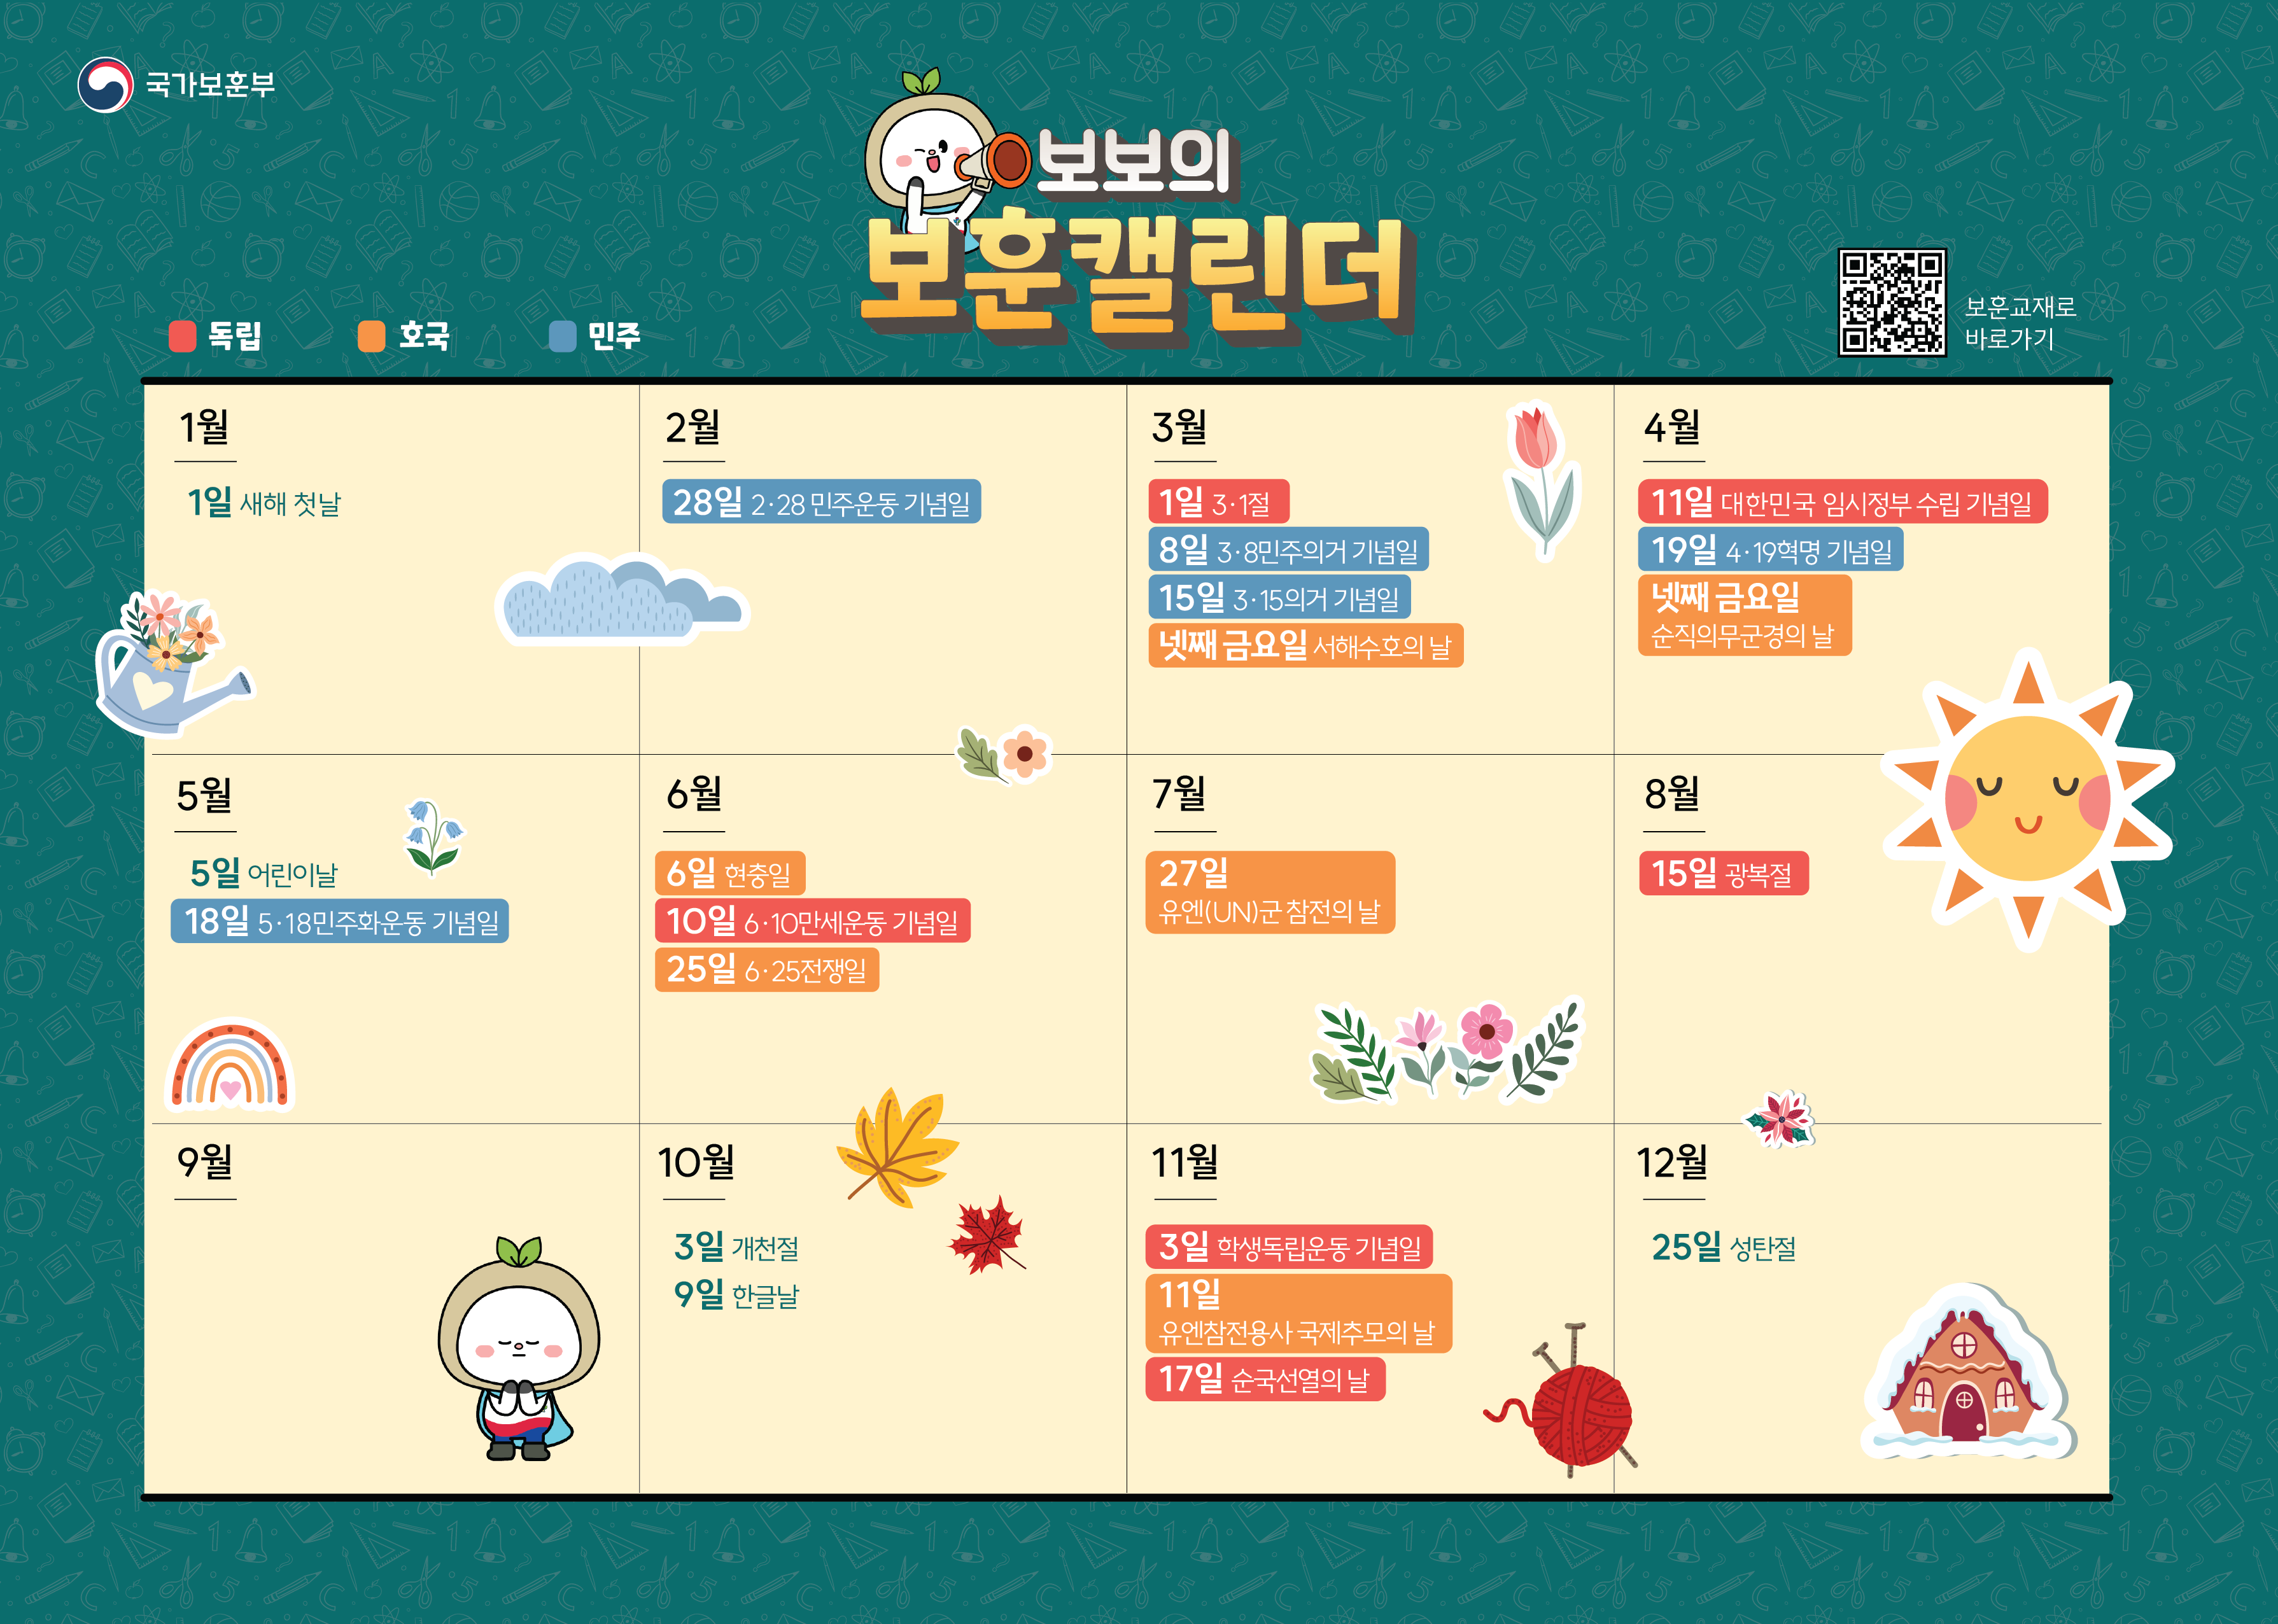 국가보훈부
보보의
보훈캘린더
독립
호국
민주
보훈교재로
바로가기
1월
1일 새해 첫날
2월
28일 2·28 민주운동 기념일
3월
1일 3·1절
8일 3·8민주의거 기념일
15일 3·15의거 기념일
넷째 금요일 서해수호의 날
4월
11일 대한민국 임시정부 수립 기념일
19일 4·19혁명 기념일
넷째 금요일
순직의무군경의 날
5월
5일 어린이날
18일 5·18민주화운동 기념일
6월
6일 현충일
10일 6·10만세운동 기념일
25일 6·25전쟁일
7월
27일
유엔(UN)군 참전의 날
8월
15일 광복절
9월
10월
3일 개천절
9일 한글날
11월
3일 학생독립운동 기념일
11일
유엔참전용사 국제추모의 날
17일 순국선열의 날
12월
25일 성탄절